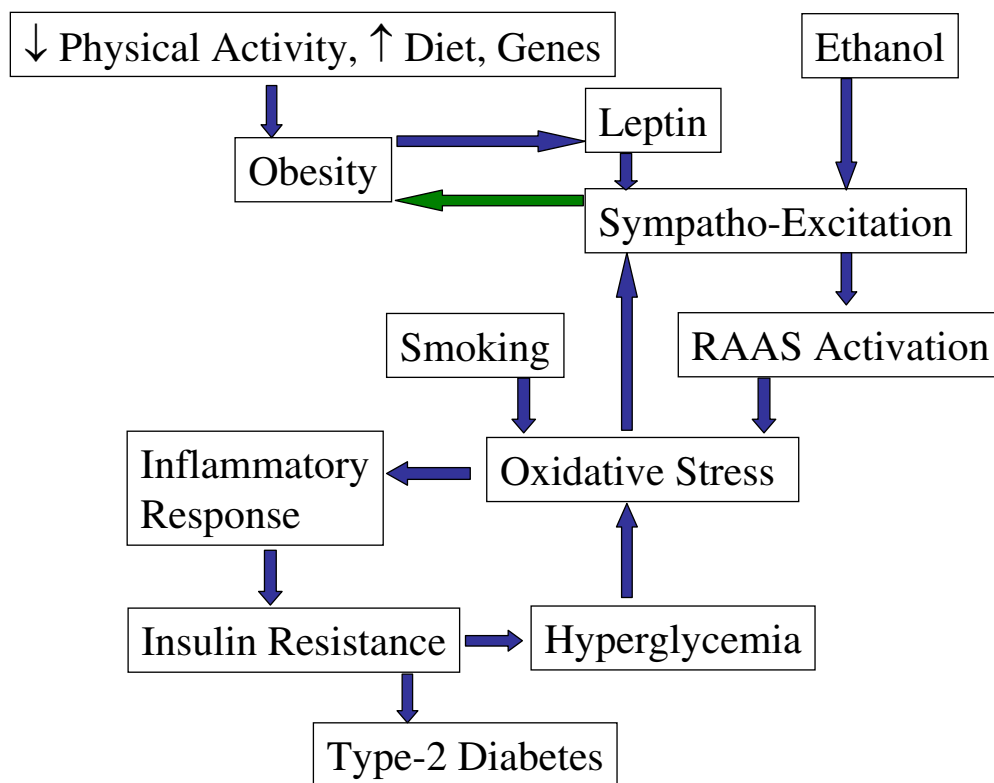 ↓ Physical Activity, ↑ Diet, Genes
Ethanol
Leptin
Obesity
Sympatho-Excitation
Smoking
RAAS Activation
Inflammatory
Response
Oxidative Stress
Insulin Resistance
Hyperglycemia
Type-2 Diabetes